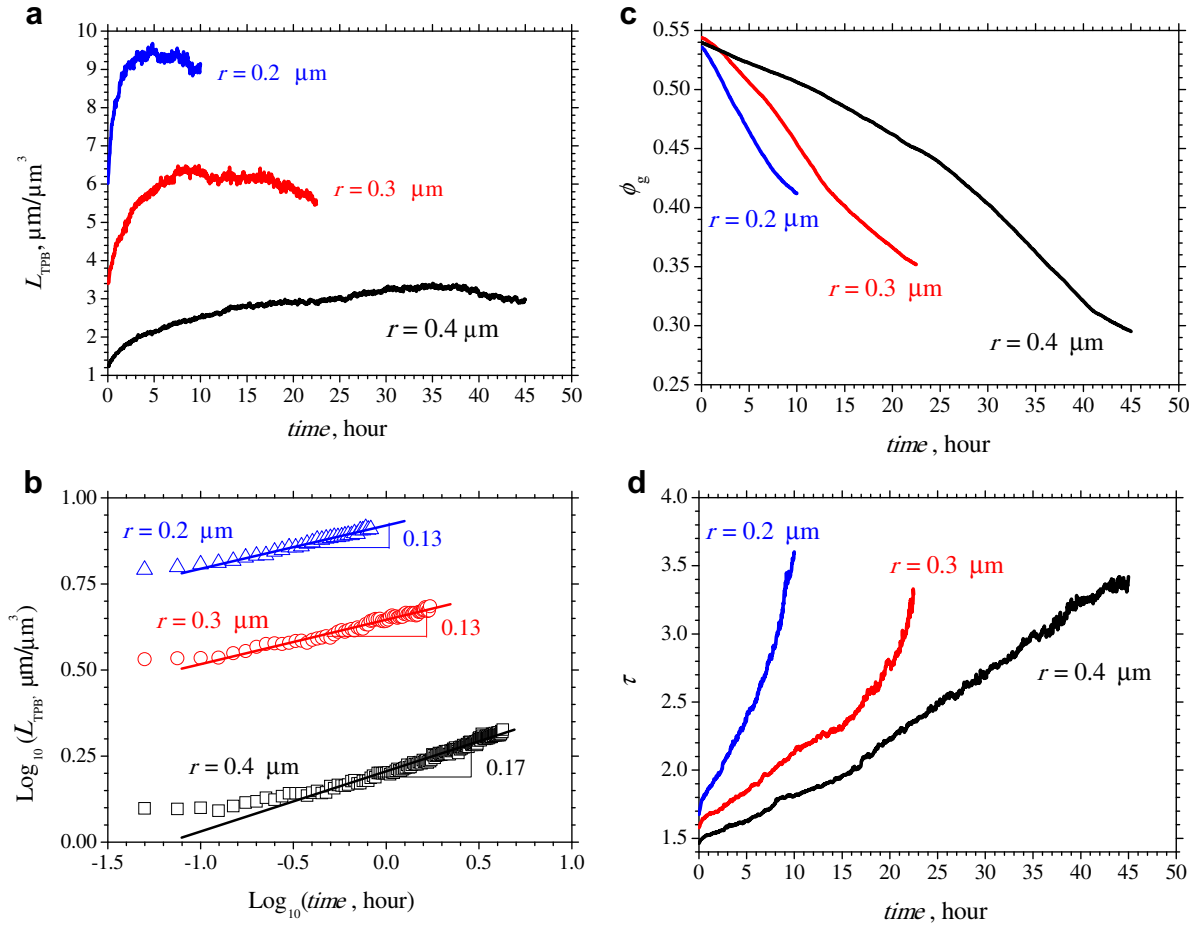 a
10
9
8
7
6
5
4
3
2
1
L_TPB, μm/μm³
r = 0.2 μm
r = 0.3 μm
r = 0.4 μm
0 5 10 15 20 25 30 35 40 45 50
time, hour
c
0.55
0.50
0.45
0.40
0.35
0.30
0.25
ϕ_g
r = 0.2 μm
r = 0.3 μm
r = 0.4 μm
0 5 10 15 20 25 30 35 40 45 50
time, hour
b
1.00
0.75
0.50
0.25
0.00
Log₁₀ (L_TPB, μm/μm³)
r = 0.2 μm
0.13
r = 0.3 μm
0.13
r = 0.4 μm
0.17
-1.5 -1.0 -0.5 0.0 0.5 1.0
Log₁₀(time, hour)
d
4.0
3.5
3.0
2.5
2.0
1.5
τ
r = 0.2 μm
r = 0.3 μm
r = 0.4 μm
0 5 10 15 20 25 30 35 40 45 50
time, hour